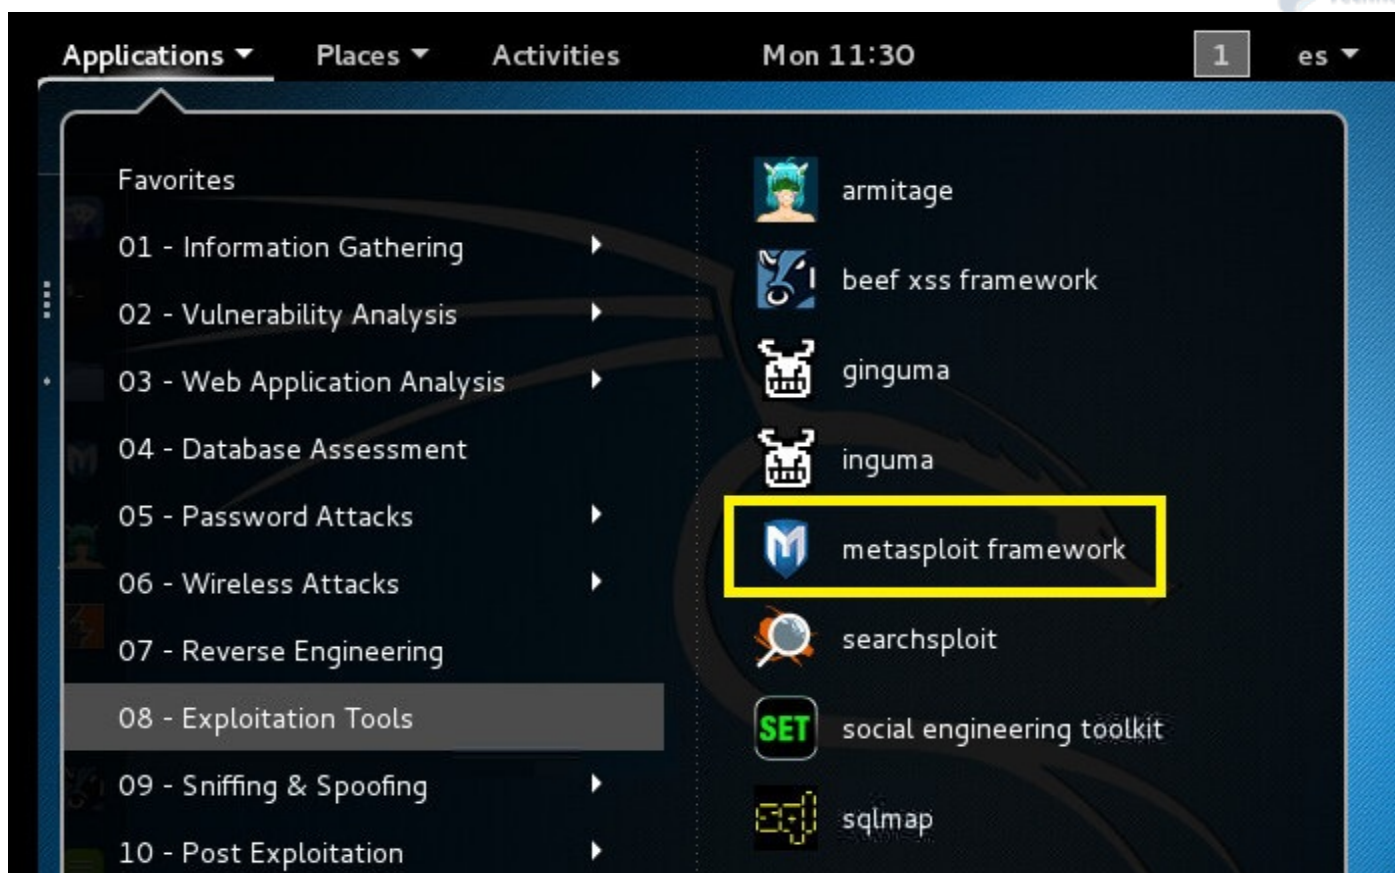 Applications Places Activities Mon 11:30 1 es
Favorites
01 - Information Gathering
02 - Vulnerability Analysis
03 - Web Application Analysis
04 - Database Assessment
05 - Password Attacks
06 - Wireless Attacks
07 - Reverse Engineering
08 - Exploitation Tools
09 - Sniffing & Spoofing
10 - Post Exploitation
armitage
beef xss framework
ginguma
inguma
metasploit framework
searchsploit
SET social engineering toolkit
sql sqlmap